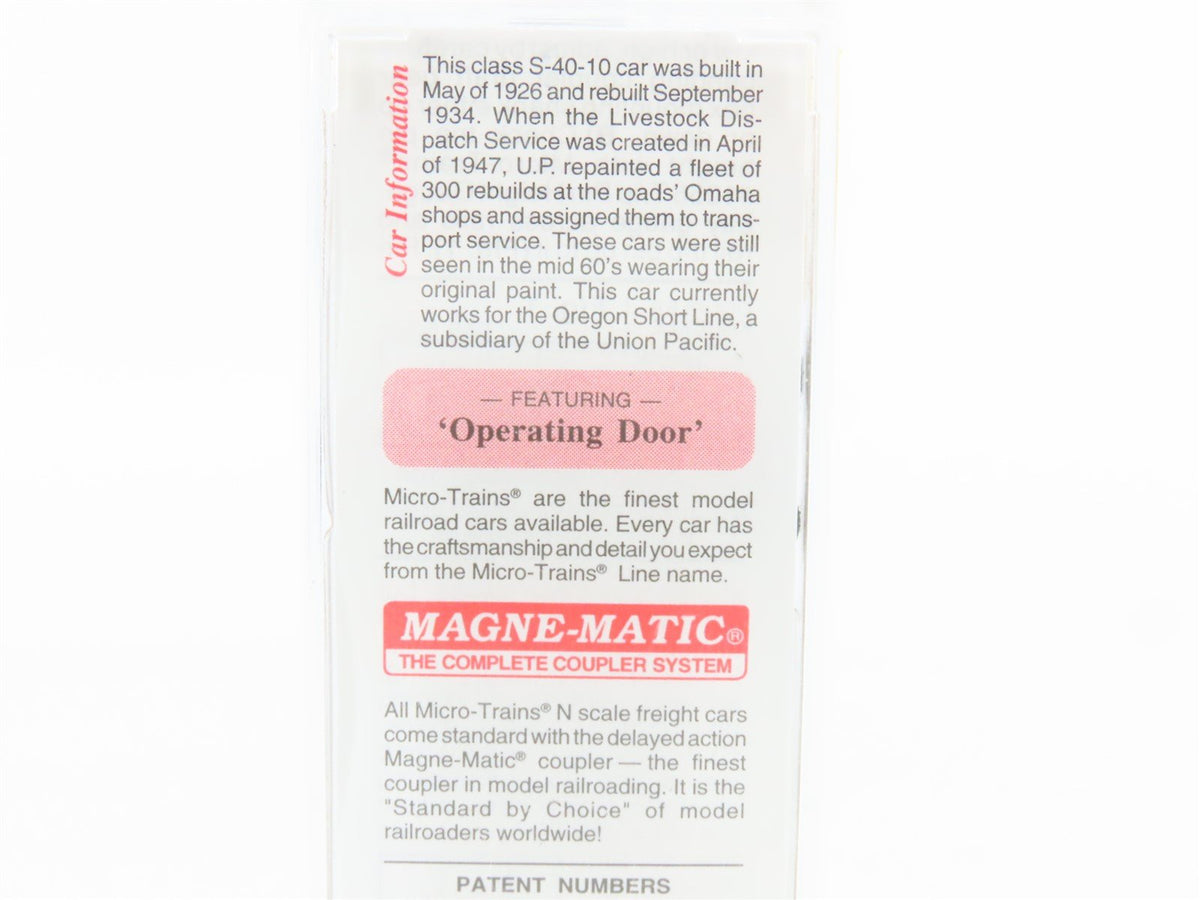 Car Information
This class S-40-10 car was built in
May of 1926 and rebuilt September
1934. When the Livestock Dis-
patch Service was created in April
of 1947, U.P. repainted a fleet of
300 rebuilds at the roads' Omaha
shops and assigned them to trans-
port service. These cars were still
seen in the mid 60's wearing their
original paint. This car currently
works for the Oregon Short Line, a
subsidiary of the Union Pacific.
— FEATURING —
'Operating Door'
Micro-Trains® are the finest model
railroad cars available. Every car has
the craftsmanship and detail you expect
from the Micro-Trains® Line name.
MAGNE-MATIC®
THE COMPLETE COUPLER SYSTEM
All Micro-Trains® N scale freight cars
come standard with the delayed action
Magne-Matic® coupler — the finest
coupler in model railroading. It is the
"Standard by Choice" of model
railroaders worldwide!
PATENT NUMBERS